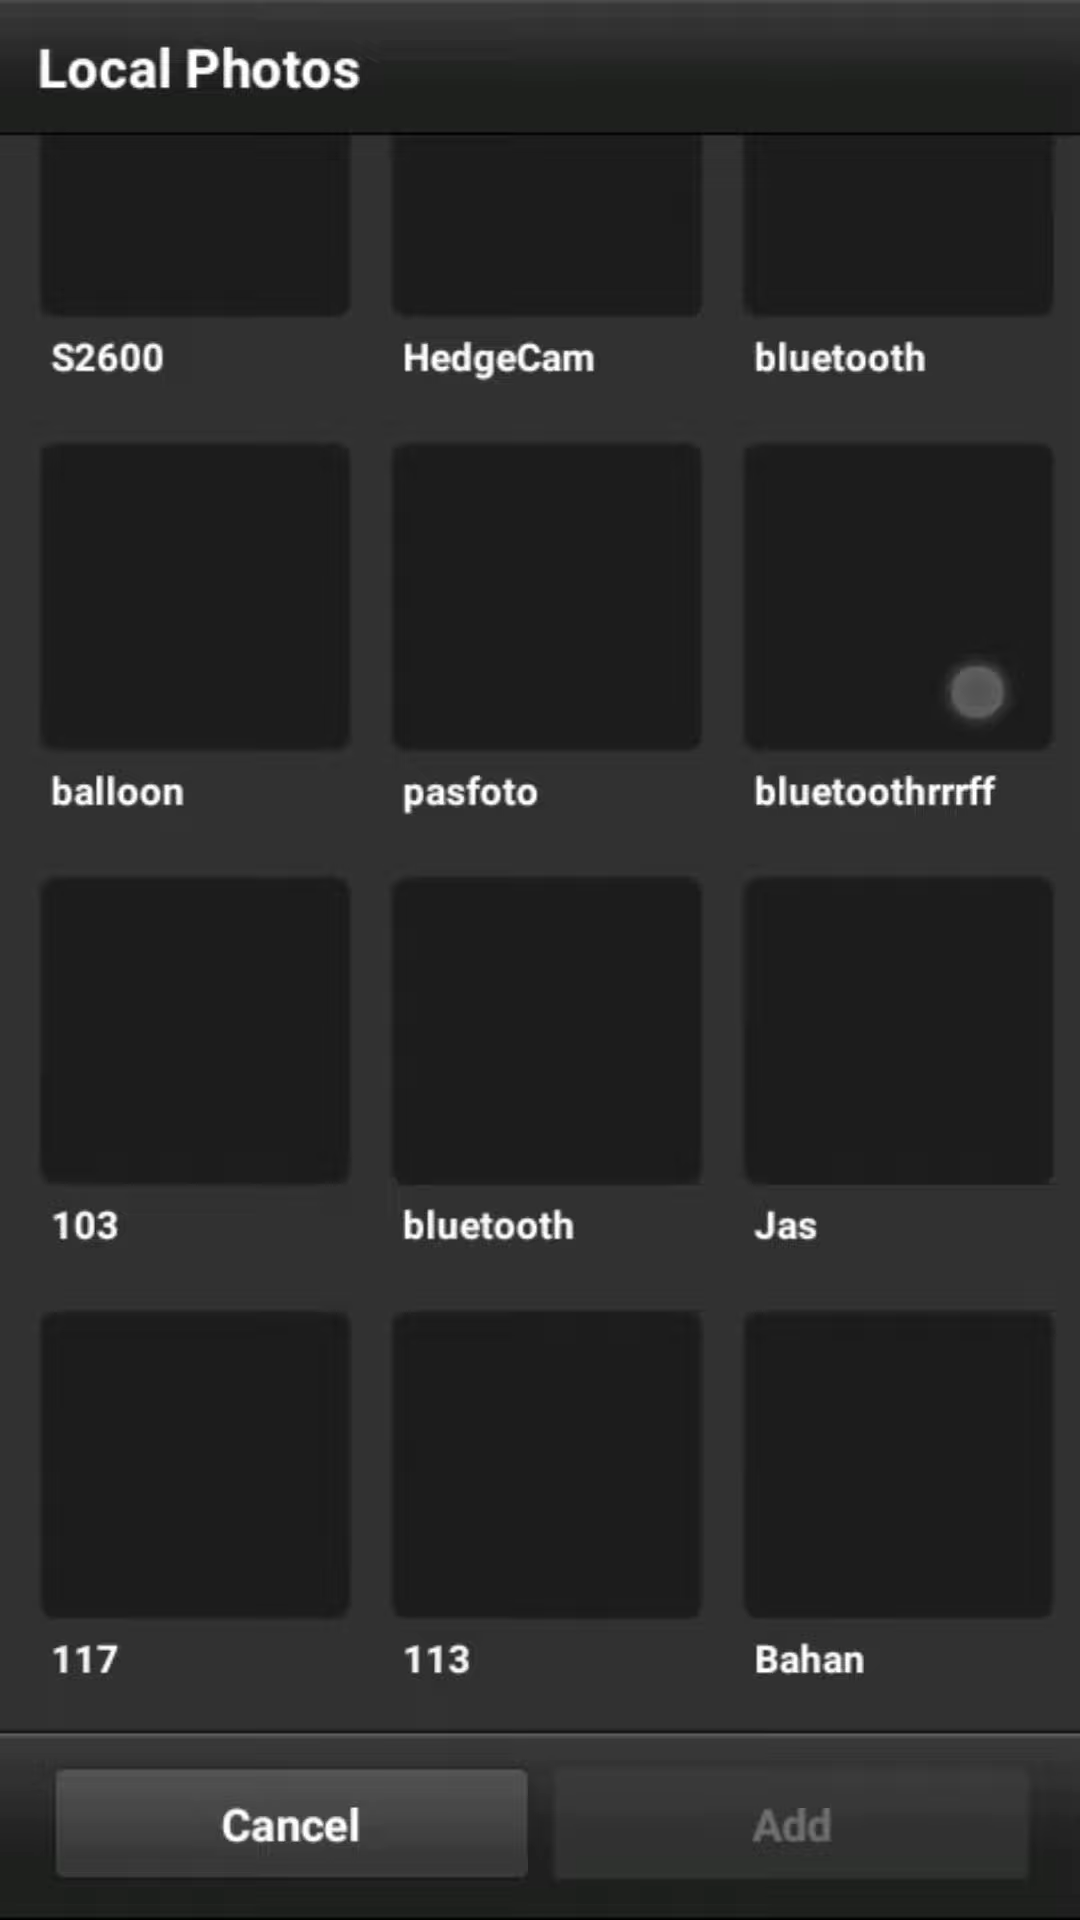 Local Photos
S2600 HedgeCam bluetooth
balloon pasfoto bluetoothrrrff
103 bluetooth Jas
117 113 Bahan
Cancel Add